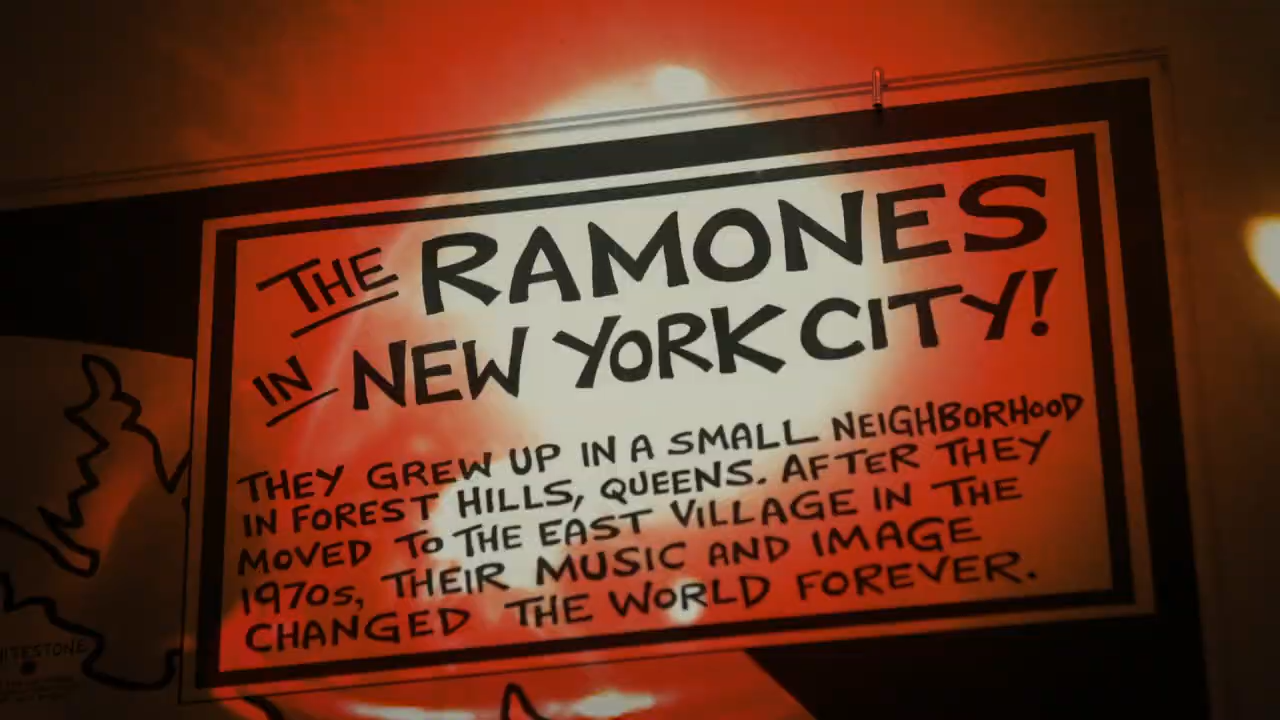 THE RAMONES
IN NEW YORK CITY!
THEY GREW UP IN A SMALL NEIGHBORHOOD
IN FOREST HILLS, QUEENS. AFTER THEY
MOVED TO THE EAST VILLAGE IN THE
1970s, THEIR MUSIC AND IMAGE
CHANGED THE WORLD FOREVER.